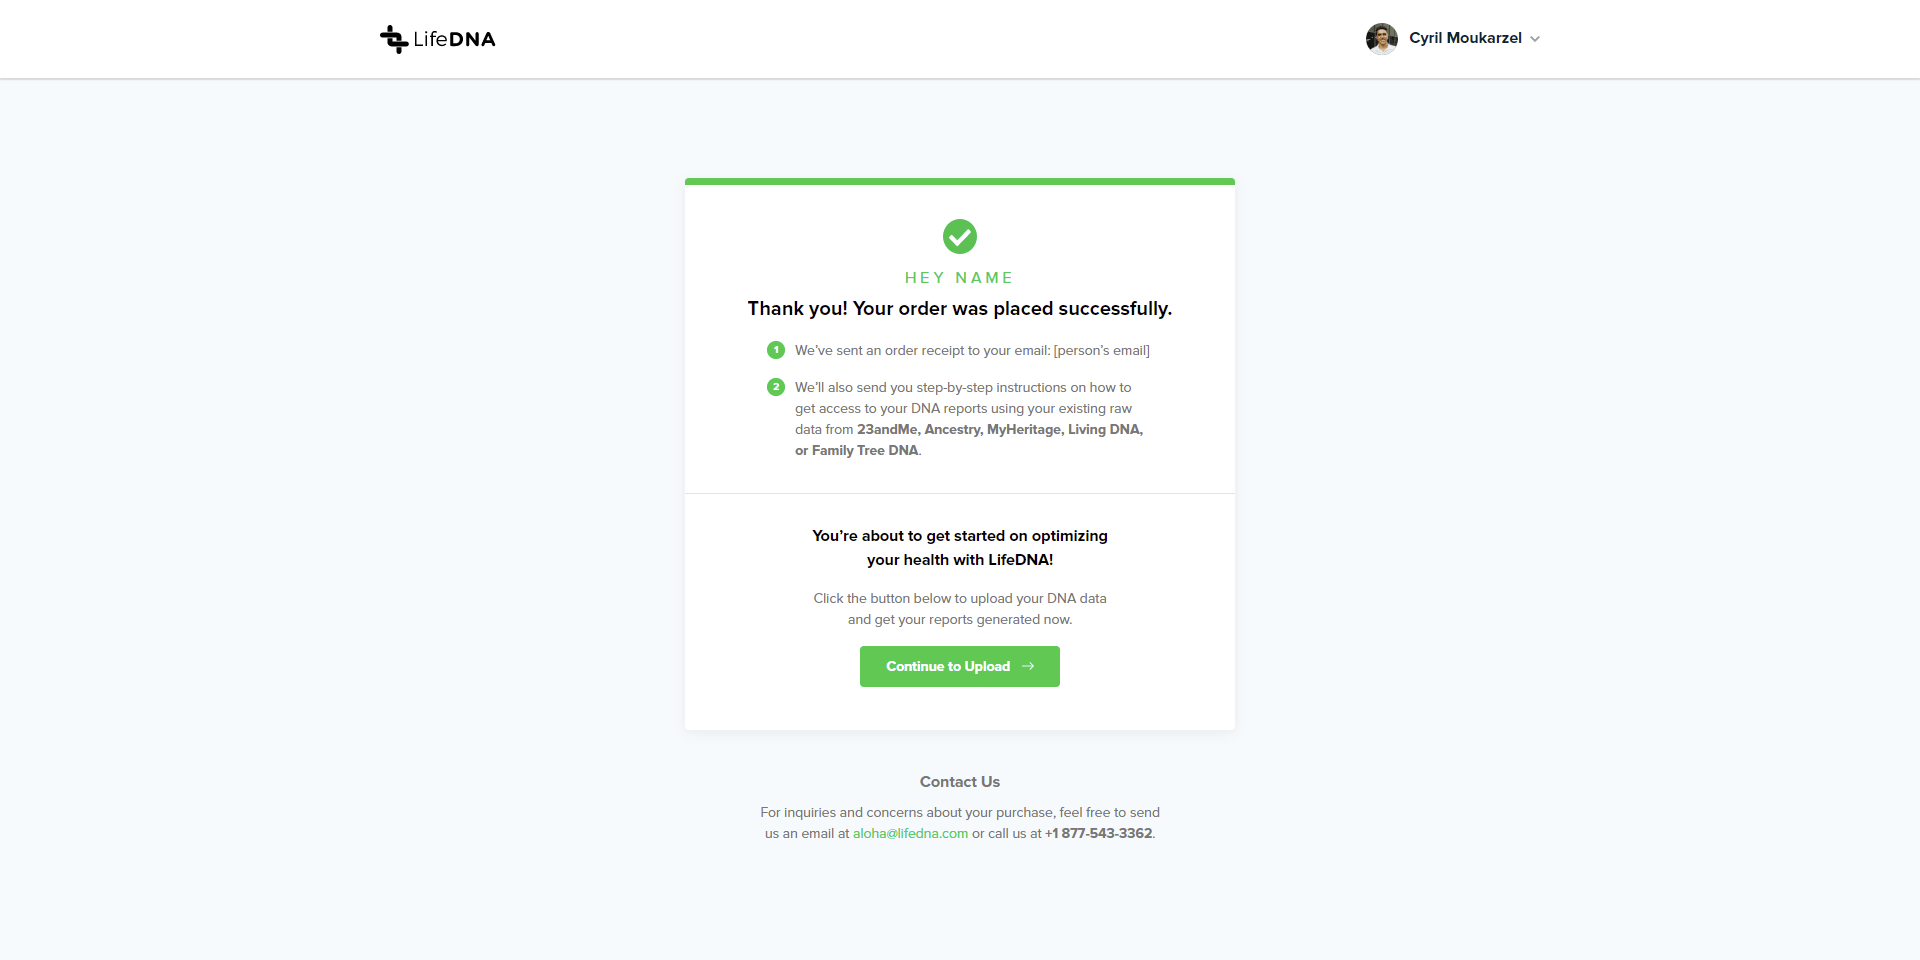 LifeDNA
Cyril Moukarzel
HEY NAME
Thank you! Your order was placed successfully.
1 We’ve sent an order receipt to your email: [person’s email]
2 We’ll also send you step-by-step instructions on how to
get access to your DNA reports using your existing raw
data from 23andMe, Ancestry, MyHeritage, Living DNA,
or Family Tree DNA.
You’re about to get started on optimizing
your health with LifeDNA!
Click the button below to upload your DNA data
and get your reports generated now.
Continue to Upload →
Contact Us
For inquiries and concerns about your purchase, feel free to send
us an email at aloha@lifedna.com or call us at +1 877-543-3362.